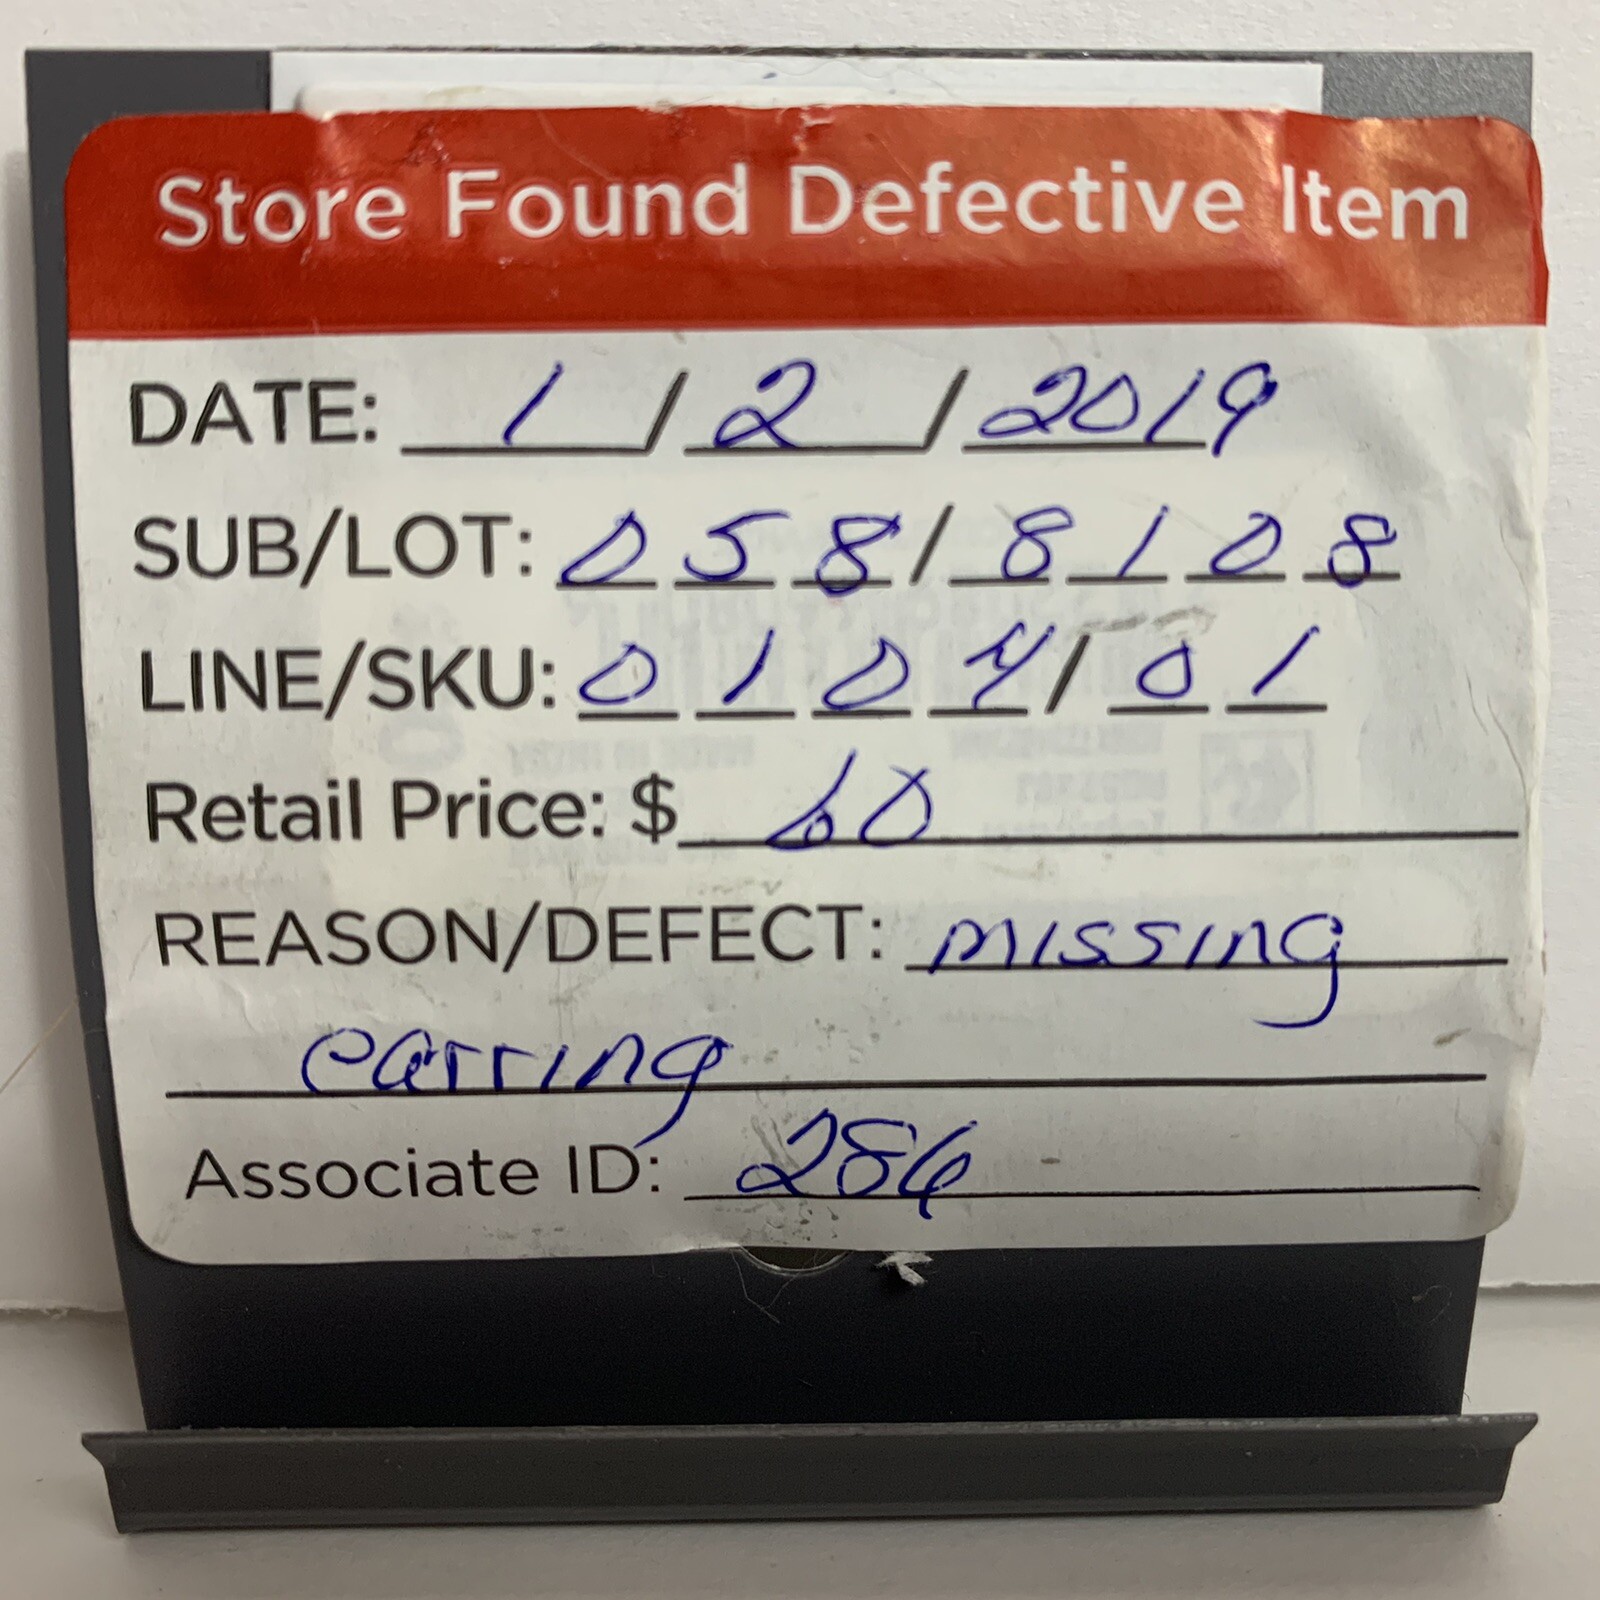 Store Found Defective Item
DATE: 1 / 2 / 2019
SUB/LOT: 058/8108
LINE/SKU: 0104/01
Retail Price: $ 60
REASON/DEFECT: missing
earring
Associate ID: 286